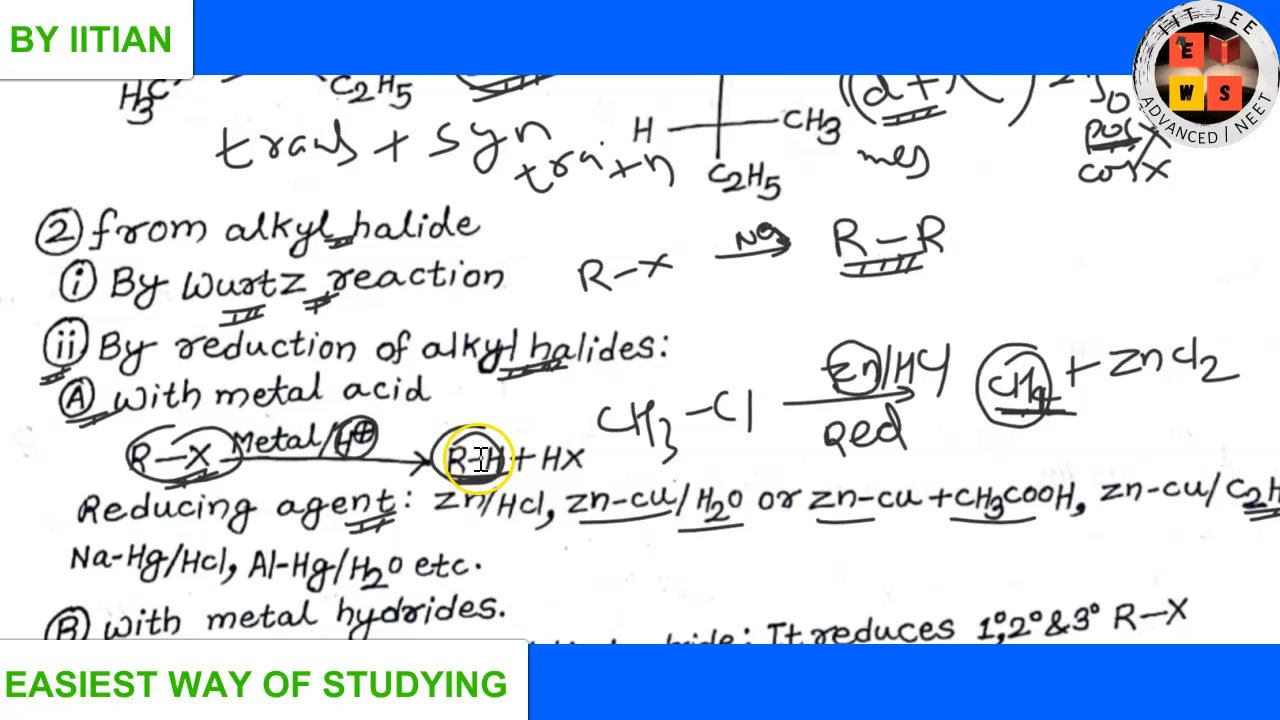 BY IITIAN
IIT JEE
E
W S
ADVANCED / NEET
H3C C2H5
trans + syn
H CH3
C2H5
mes
② from alkyl halide
R-X Na R-R
ⓘ By wurtz reaction
ⓘⓘ By reduction of alkyl halides:
Ⓐ with metal acid
CH3-Cl Zn/HCl CH4 + ZnCl2
Red
R-X Metal/H⊕ R-H + HX
Reducing agent: Zn/Hcl, zn-cu/H2O or zn-cu+CH3COOH, zn-cu/C2H
Na-Hg/Hcl, Al-Hg/H2O etc.
Ⓑ with metal hydrides.
It reduces 1°,2°&3° R-X
EASIEST WAY OF STUDYING